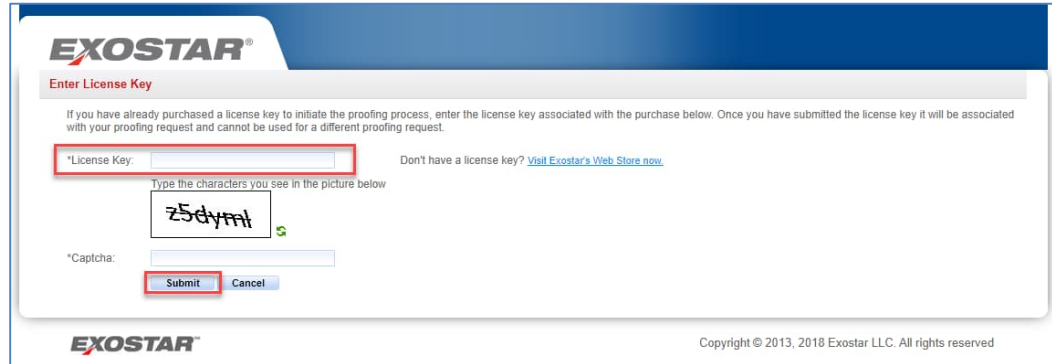 EXOSTAR®
Enter License Key
If you have already purchased a license key to initiate the proofing process, enter the license key associated with the purchase below. Once you have submitted the license key it will be associated
with your proofing request and cannot be used for a different proofing request.
*License Key: Don't have a license key? Visit Exostar's Web Store now.
Type the characters you see in the picture below
z5dyml
*Captcha:
Submit Cancel
EXOSTAR™ Copyright © 2013, 2018 Exostar LLC. All rights reserved